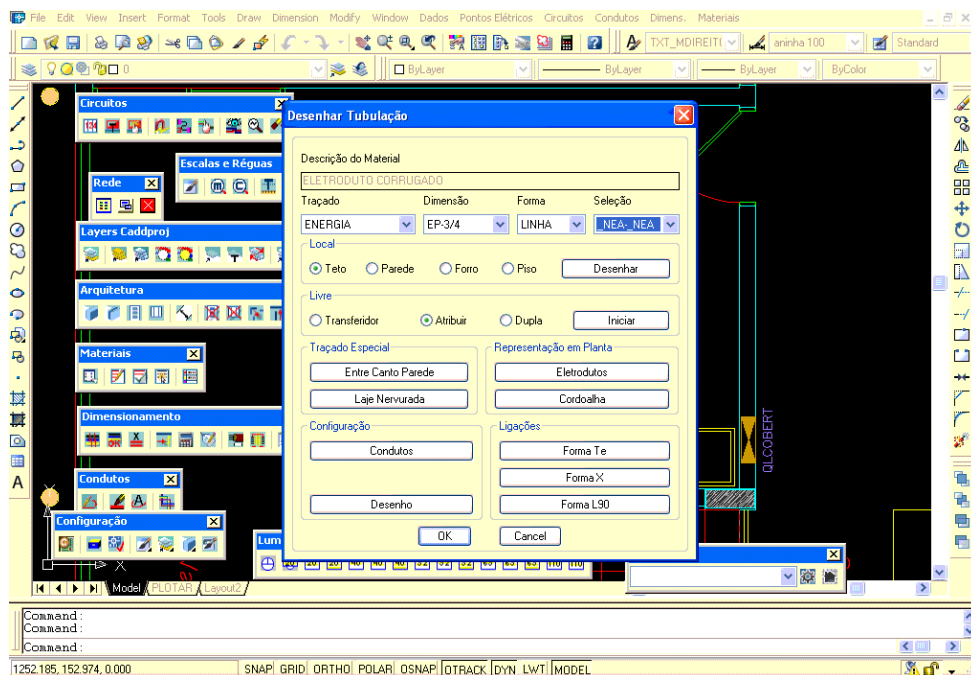 File Edit View Insert Format Tools Draw Dimension Modify Window Dados Pontos Elétricos Circuitos Condutos Dimens. Materiais
TXT_MDIREIT( aninha 100 Standard
0 ByLayer ByLayer ByLayer ByColor
Circuitos
Escalas e Réguas
Rede
Layers Caddproj
Arquitetura
Materiais
Dimensionamento
Condutos
Configuração
Lum
Desenhar Tubulação
Descrição do Material
ELETRODUTO CORRUGADO
Traçado Dimensão Forma Seleção
ENERGIA EP-3/4 LINHA _NEA-_NEA
Local
Teto Parede Forro Piso Desenhar
Livre
Transferidor Atribuir Dupla Iniciar
Traçado Especial Representação em Planta
Entre Canto Parede Eletrodutos
Laje Nervurada Cordoalha
Configuração Ligações
Condutos Forma Te
Forma X
Desenho Forma L90
OK Cancel
QLCOBERT
X
Model PLOTAR Layout2
Command:
Command:
Command:
1252.185, 152.974, 0.000 SNAP GRID ORTHO POLAR OSNAP OTRACK DYN LWT MODEL